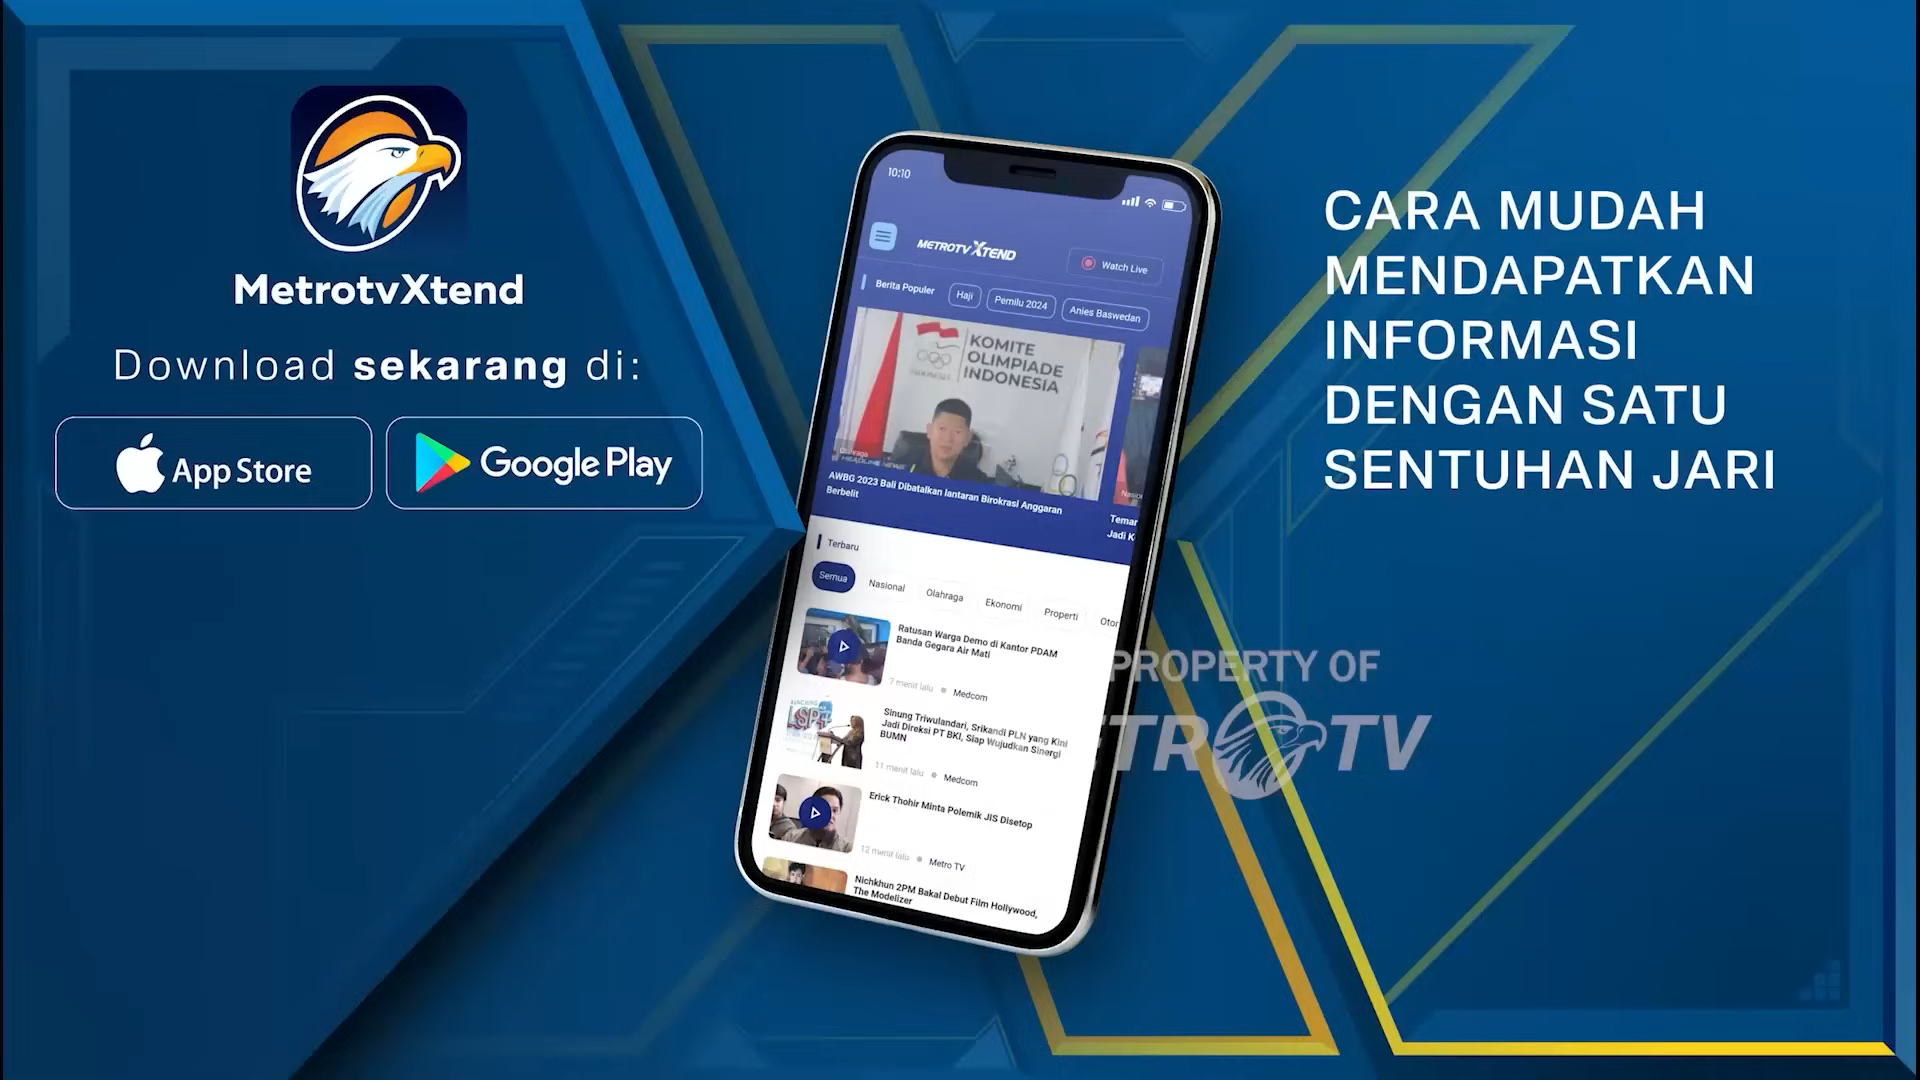 MetrotvXtend
Download sekarang di:
App Store
Google Play
10:10
METROTV XTEND
Watch Live
Berita Populer
Haji
Pemilu 2024
Anies Baswedan
KOMITE
OLIMPIADE
INDONESIA
Olahraga
HEADLINE NEWS
AWBG 2023 Bali Dibatalkan lantaran Birokrasi Anggaran
Berbelit
Terbaru
Semua
Nasional
Olahraga
Ekonomi
Properti
Ratusan Warga Demo di Kantor PDAM
Banda Gegara Air Mati
7 menit lalu
Medcom
Sinung Triwulandari, Srikandi PLN yang Kini
Jadi Direksi PT BKI, Siap Wujudkan Sinergi
BUMN
11 menit lalu
Medcom
Erick Thohir Minta Polemik JIS Disetop
12 menit lalu
Metro TV
Nichkhun 2PM Bakal Debut Film Hollywood,
The Modelizer
CARA MUDAH
MENDAPATKAN
INFORMASI
DENGAN SATU
SENTUHAN JARI
PROPERTY OF
TV